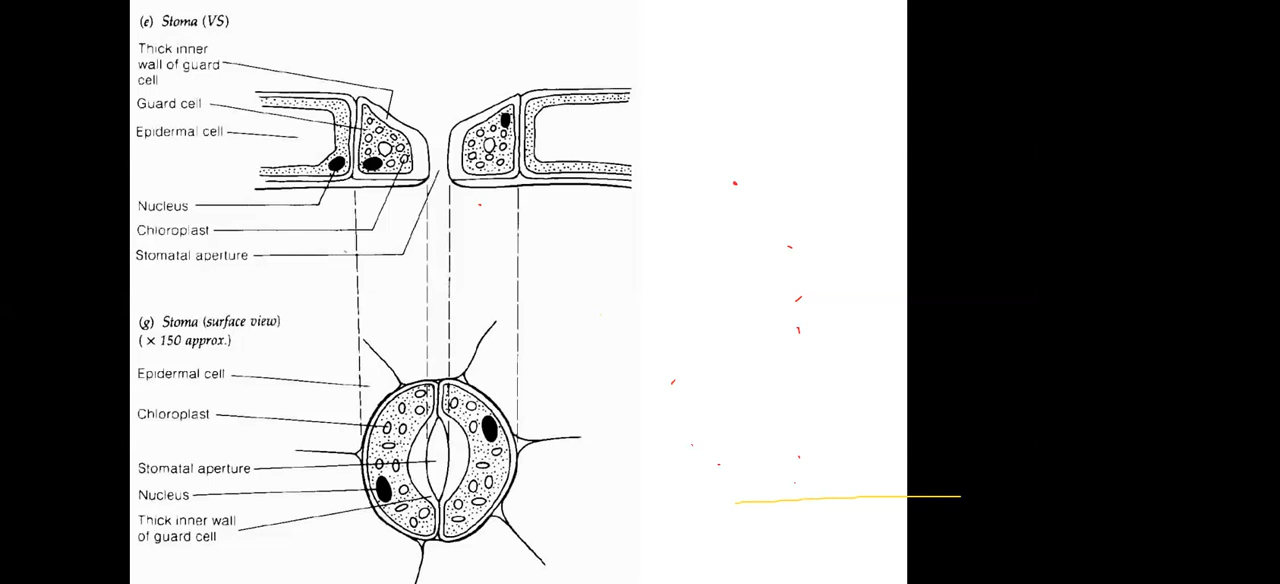 (e) Stoma (VS)
Thick inner
wall of guard
cell
Guard cell
Epidermal cell
Nucleus
Chloroplast
Stomatal aperture
(g) Stoma (surface view)
(× 150 approx.)
Epidermal cell
Chloroplast
Stomatal aperture
Nucleus
Thick inner wall
of guard cell